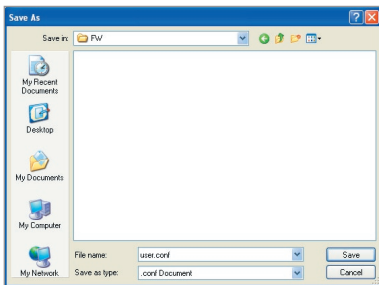 Save As
Save in:
FW
My Recent
Documents
Desktop
My Documents
My Computer
My Network
File name:
user.conf
Save
Save as type:
.conf Document
Cancel